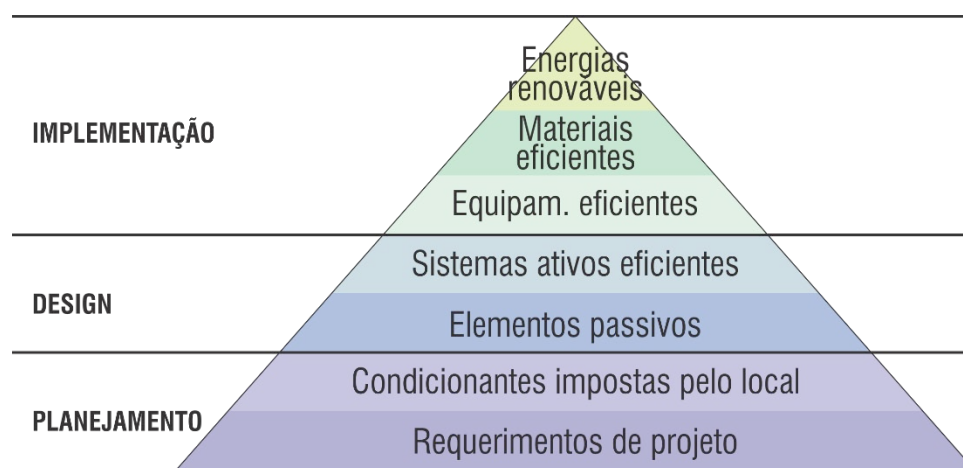 Energias
renováveis
IMPLEMENTAÇÃO
Materiais
eficientes
Equipam. eficientes
Sistemas ativos eficientes
DESIGN
Elementos passivos
Condicionantes impostas pelo local
PLANEJAMENTO
Requerimentos de projeto